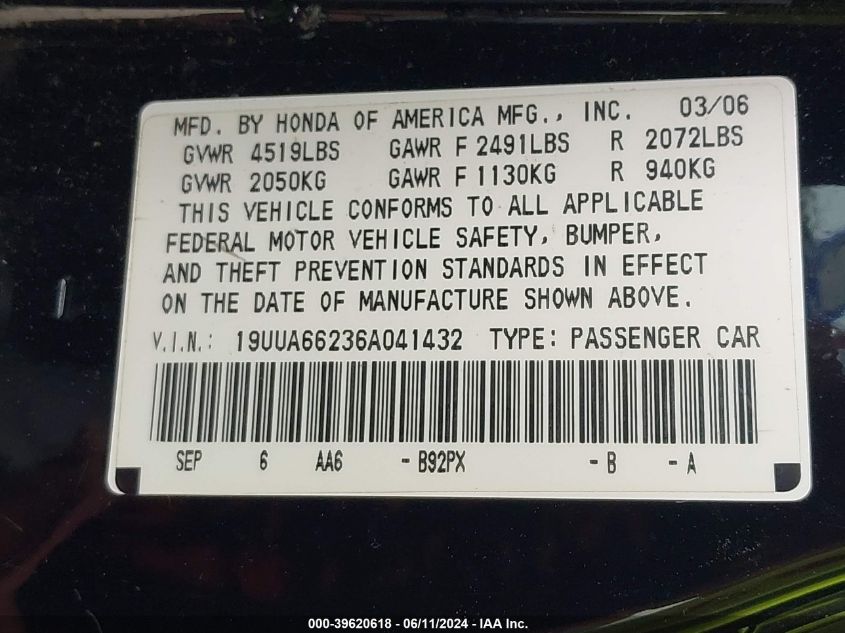 MFD. BY HONDA OF AMERICA MFG., INC. 03/06
GVWR 4519LBS GAWR F 2491LBS R 2072LBS
GVWR 2050KG GAWR F 1130KG R 940KG
THIS VEHICLE CONFORMS TO ALL APPLICABLE
FEDERAL MOTOR VEHICLE SAFETY, BUMPER,
AND THEFT PREVENTION STANDARDS IN EFFECT
ON THE DATE OF MANUFACTURE SHOWN ABOVE.
V.I.N.: 19UUA66236A041432 TYPE: PASSENGER CAR
SEP 6 AA6 - B92PX - B - A
000-39620618 - 06/11/2024 - IAA Inc.